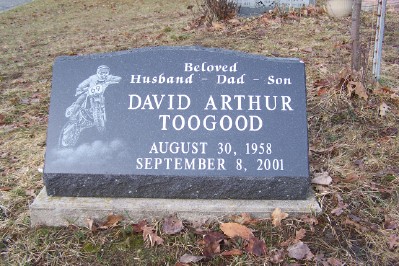 Beloved
Husband - Dad - Son
DAVID ARTHUR
TOOGOOD
AUGUST 30, 1958
SEPTEMBER 8, 2001